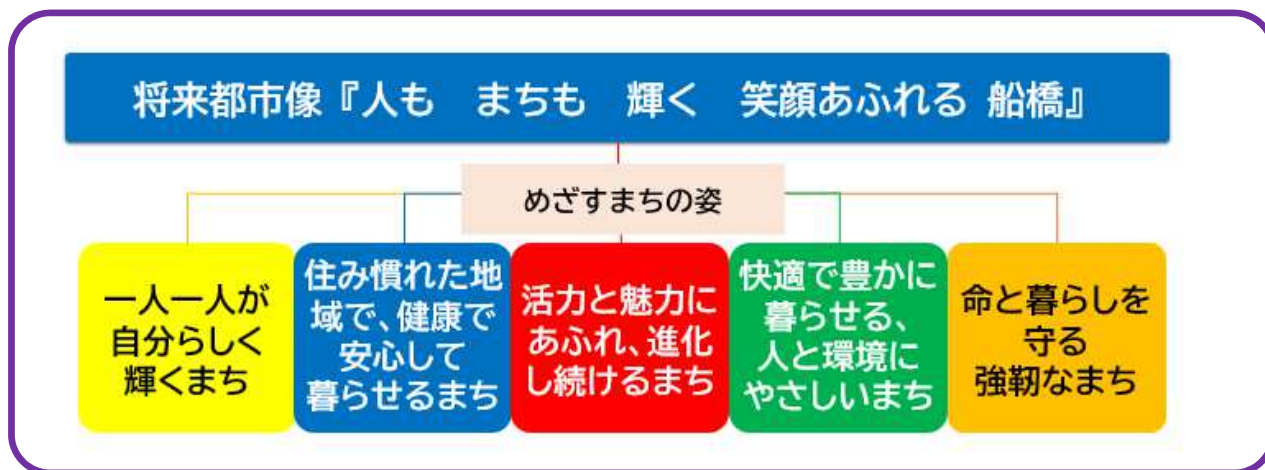 将来都市像『人も　まちも　輝く　笑顔あふれる 船橋』
めざすまちの姿
一人一人が
自分らしく
輝くまち
住み慣れた地
域で、健康で
安心して
暮らせるまち
活力と魅力に
あふれ、進化
し続けるまち
快適で豊かに
暮らせる、
人と環境に
やさしいまち
命と暮らしを
守る
強靭なまち